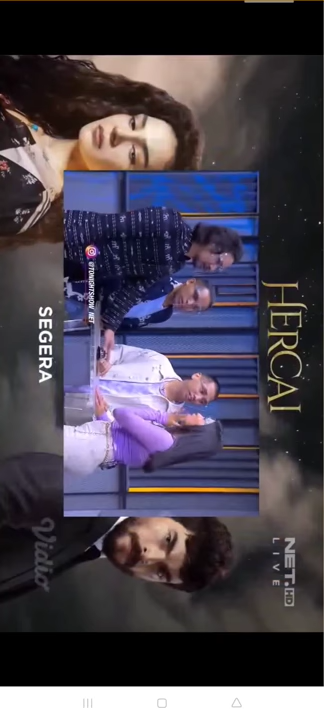 HERCAI
@TONIGHTSHOW_NET
SEGERA
NET.HD
LIVE
Vidio